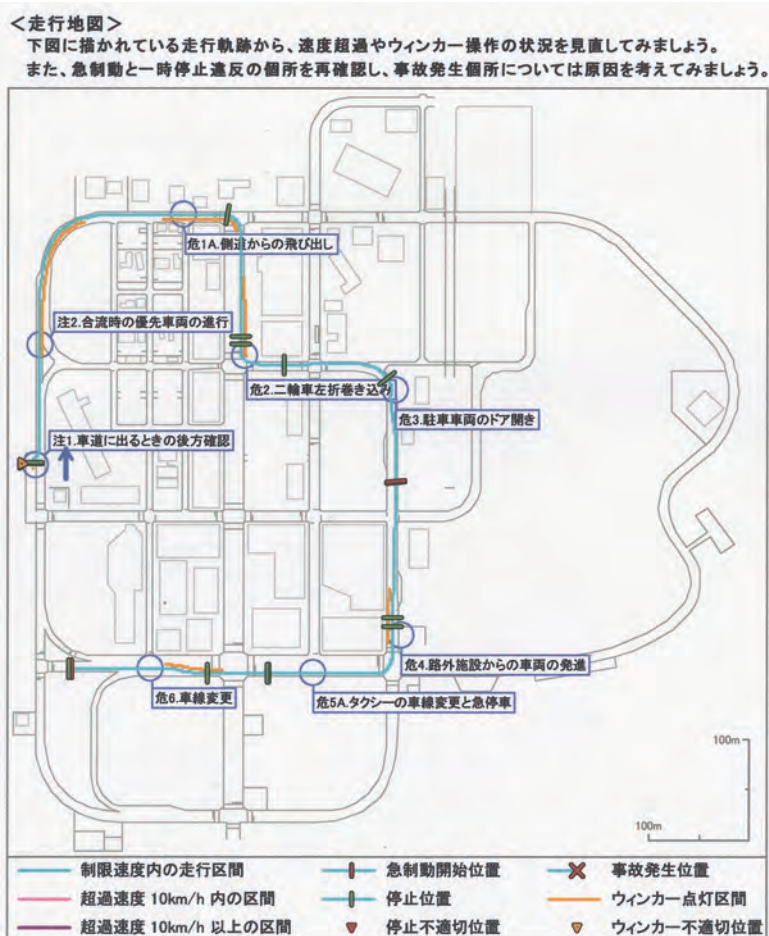 ＜走行地図＞
下図に描かれている走行軌跡から、速度超過やウィンカー操作の状況を見直してみましょう。
また、急制動と一時停止違反の個所を再確認し、事故発生個所については原因を考えてみましょう。
危1A.側道からの飛び出し
注2.合流時の優先車両の進行
危2.二輪車左折巻き込み
危3.駐車車両のドア開き
注1.車道に出るときの後方確認
危4.路外施設からの車両の発進
危6.車線変更
危5A.タクシーの車線変更と急停車
100m
100m
制限速度内の走行区間
急制動開始位置
事故発生位置
超過速度 10km/h 内の区間
停止位置
ウィンカー点灯区間
超過速度 10km/h 以上の区間
停止不適切位置
ウィンカー不適切位置